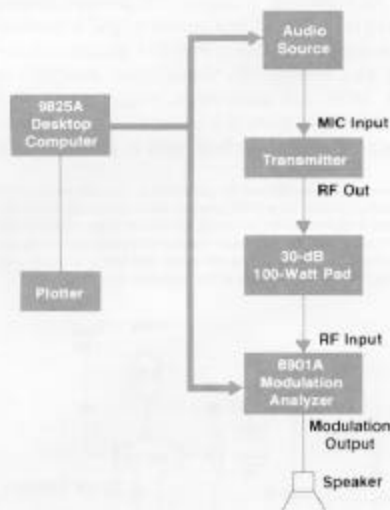 Audio
Source
9825A
Desktop
Computer
MIC Input
Transmitter
RF Out
30-dB
100-Watt Pad
Plotter
RF Input
8901A
Modulation
Analyzer
Modulation
Output
Speaker